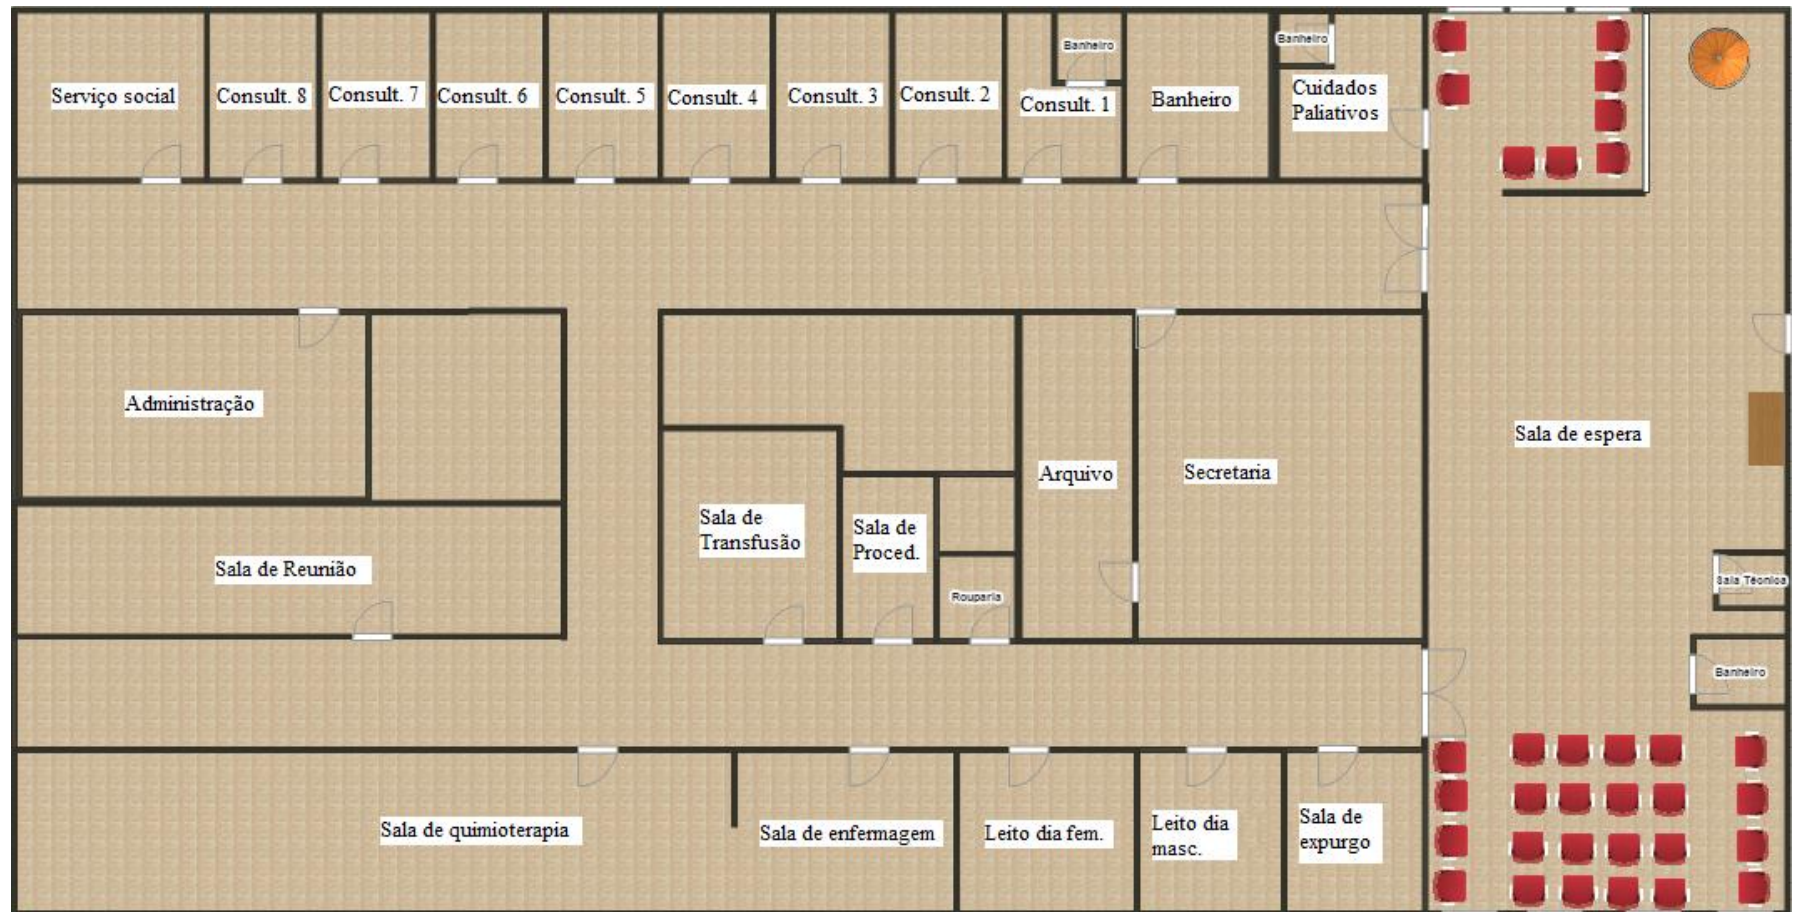 Serviço social
Consult. 8
Consult. 7
Consult. 6
Consult. 5
Consult. 4
Consult. 3
Consult. 2
Consult. 1
Banheiro
Banheiro
Banheiro
Cuidados
Paliativos
Administração
Sala de Reunião
Sala de
Transfusão
Sala de
Proced.
Rouparia
Arquivo
Secretaria
Sala de espera
Sala Técnica
Banheiro
Sala de quimioterapia
Sala de enfermagem
Leito dia fem.
Leito dia
masc.
Sala de
expurgo